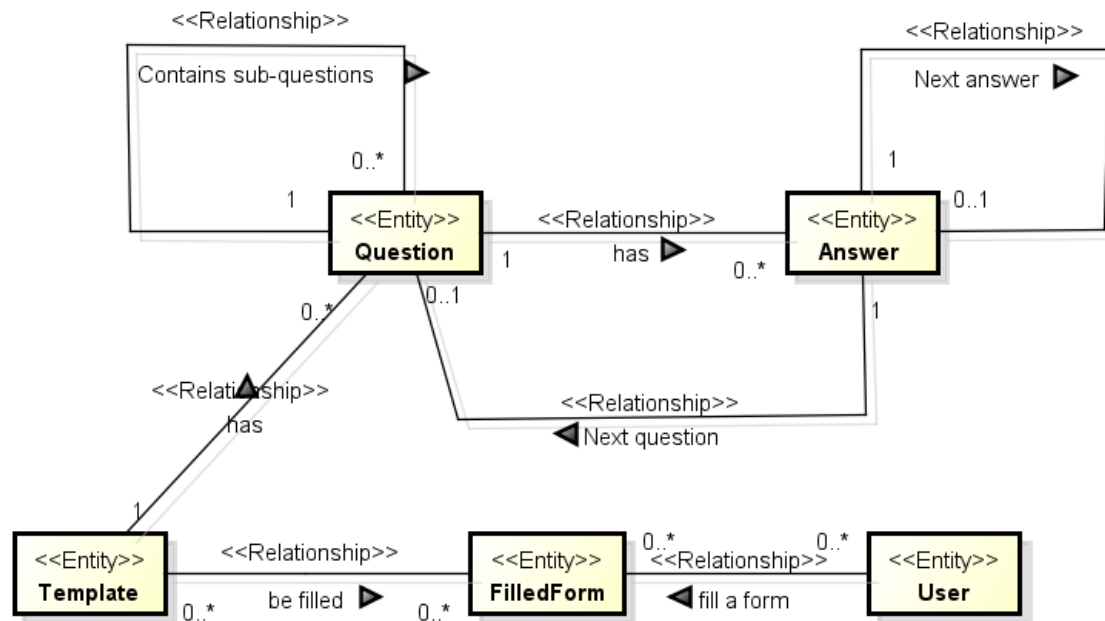 <<Relationship>>
Contains sub-questions
0..*
1
<<Entity>>
Question
<<Relationship>>
has
1
0..*
<<Relationship>>
Next answer
1
0..1
<<Entity>>
Answer
0..1
1
<<Relationship>>
Next question
0..*
<<Relationship>>
has
1
<<Entity>>
Template
<<Relationship>>
be filled
0..*
0..*
<<Entity>>
FilledForm
0..*
0..*
<<Relationship>>
fill a form
<<Entity>>
User